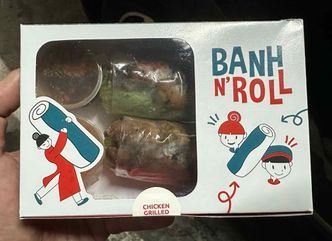 BANH
N' ROLL
CHICKEN
GRILLED